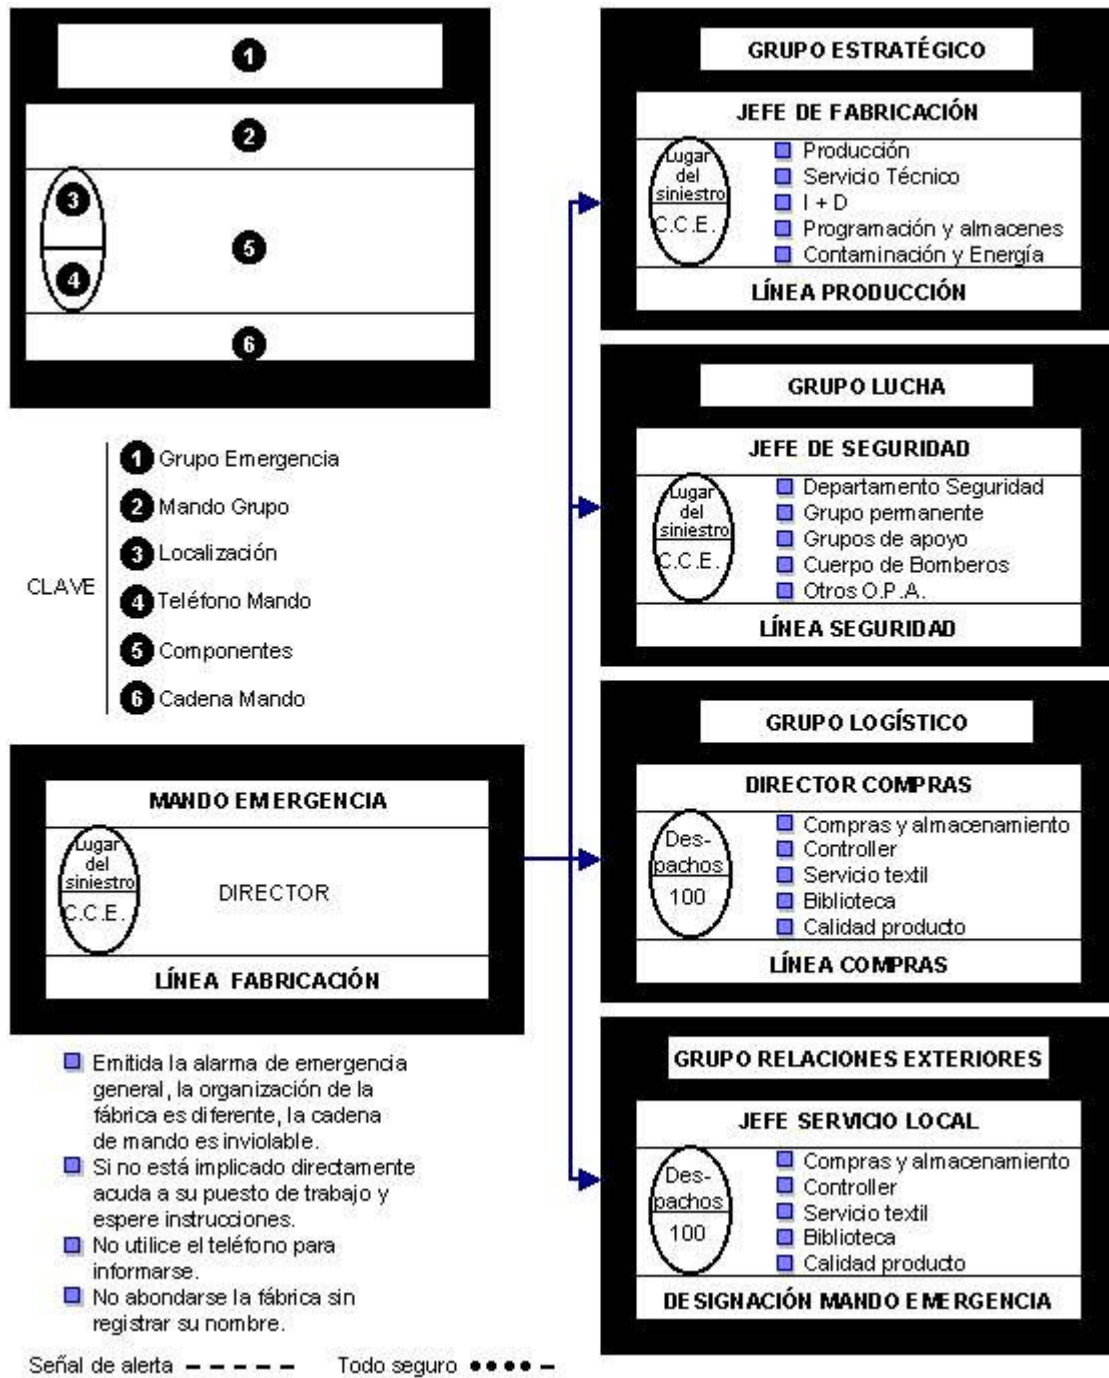 1
2
3
4
5
6
CLAVE
1 Grupo Emergencia
2 Mando Grupo
3 Localización
4 Teléfono Mando
5 Componentes
6 Cadena Mando
MANDO EMERGENCIA
Lugar
del
siniestro
C.C.E.
DIRECTOR
LÍNEA FABRICACIÓN
Emitida la alarma de emergencia
general, la organización de la
fábrica es diferente, la cadena
de mando es inviolable.
Si no está implicado directamente
acuda a su puesto de trabajo y
espere instrucciones.
No utilice el teléfono para
informarse.
No abondarse la fábrica sin
registrar su nombre.
Señal de alerta – – – – – –
Todo seguro ●●●● –
GRUPO ESTRATÉGICO
JEFE DE FABRICACIÓN
Lugar
del
siniestro
C.C.E.
Producción
Servicio Técnico
I + D
Programación y almacenes
Contaminación y Energía
LÍNEA PRODUCCIÓN
GRUPO LUCHA
JEFE DE SEGURIDAD
Lugar
del
siniestro
C.C.E.
Departamento Seguridad
Grupo permanente
Grupos de apoyo
Cuerpo de Bomberos
Otros O.P.A.
LÍNEA SEGURIDAD
GRUPO LOGÍSTICO
DIRECTOR COMPRAS
Des-
pachos
100
Compras y almacenamiento
Controller
Servicio textil
Biblioteca
Calidad producto
LÍNEA COMPRAS
GRUPO RELACIONES EXTERIORES
JEFE SERVICIO LOCAL
Des-
pachos
100
Compras y almacenamiento
Controller
Servicio textil
Biblioteca
Calidad producto
DESIGNACIÓN MANDO EMERGENCIA